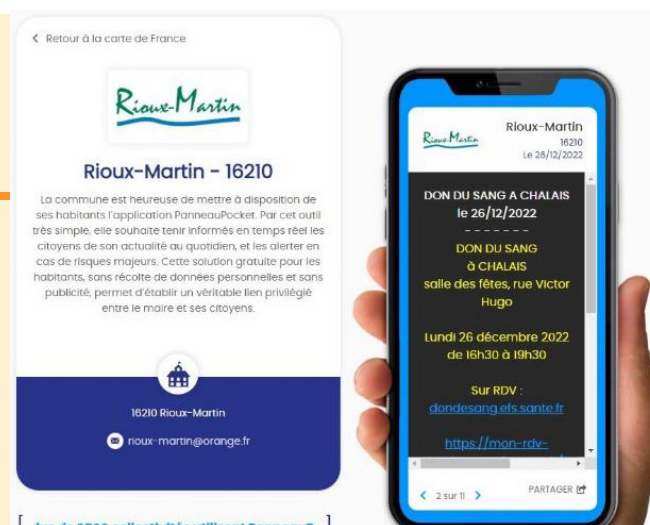 Retour à la carte de France
Rioux-Martin
Rioux-Martin - 16210
La commune est heureuse de mettre à disposition de
ses habitants l'application PanneauPocket. Par cet outil
très simple, elle souhaite tenir informés en temps réel les
citoyens de son actualité au quotidien, et les alerter en
cas de risques majeurs. Cette solution gratuite pour les
habitants, sans récolte de données personnelles et sans
publicité, permet d'établir un véritable lien privilégié
entre le maire et ses citoyens.
16210 Rioux-Martin
rioux-martin@orange.fr
Rioux-Martin
Rioux-Martin
16210
Le 26/12/2022
DON DU SANG A CHALAIS
le 26/12/2022
- - - - - - -
DON DU SANG
à CHALAIS
salle des fêtes, rue Victor
Hugo
Lundi 26 décembre 2022
de 16h30 à 19h30
Sur RDV :
dondesang.efs.sante.fr
https://mon-rdv-
2 sur 11
PARTAGER